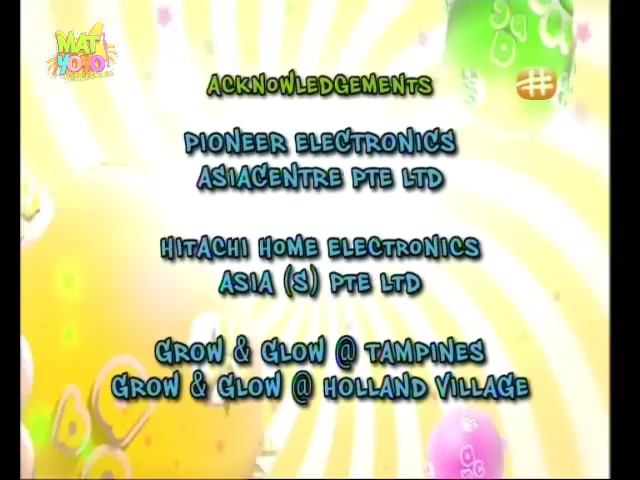 MAT
YOYO
ACKNOWLEDGEMENTS
PIONEER ELECTRONICS
ASIACENTRE PTE LTD
HITACHI HOME ELECTRONICS
ASIA (S) PTE LTD
GROW & GLOW @ TAMPINES
GROW & GLOW @ HOLLAND VILLAGE